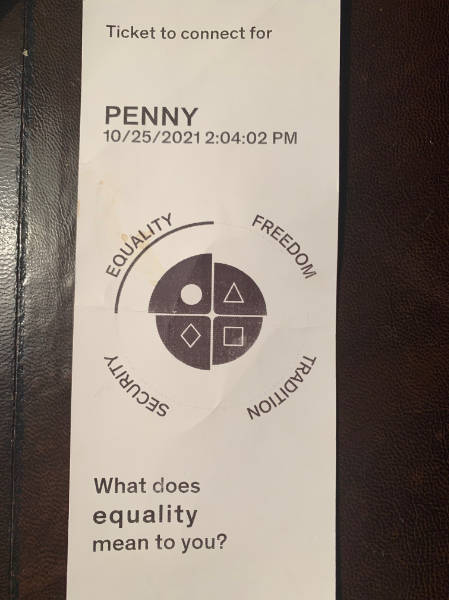 Ticket to connect for
PENNY
10/25/2021 2:04:02 PM
EQUALITY
FREEDOM
SECURITY
TRADITION
What does
equality
mean to you?